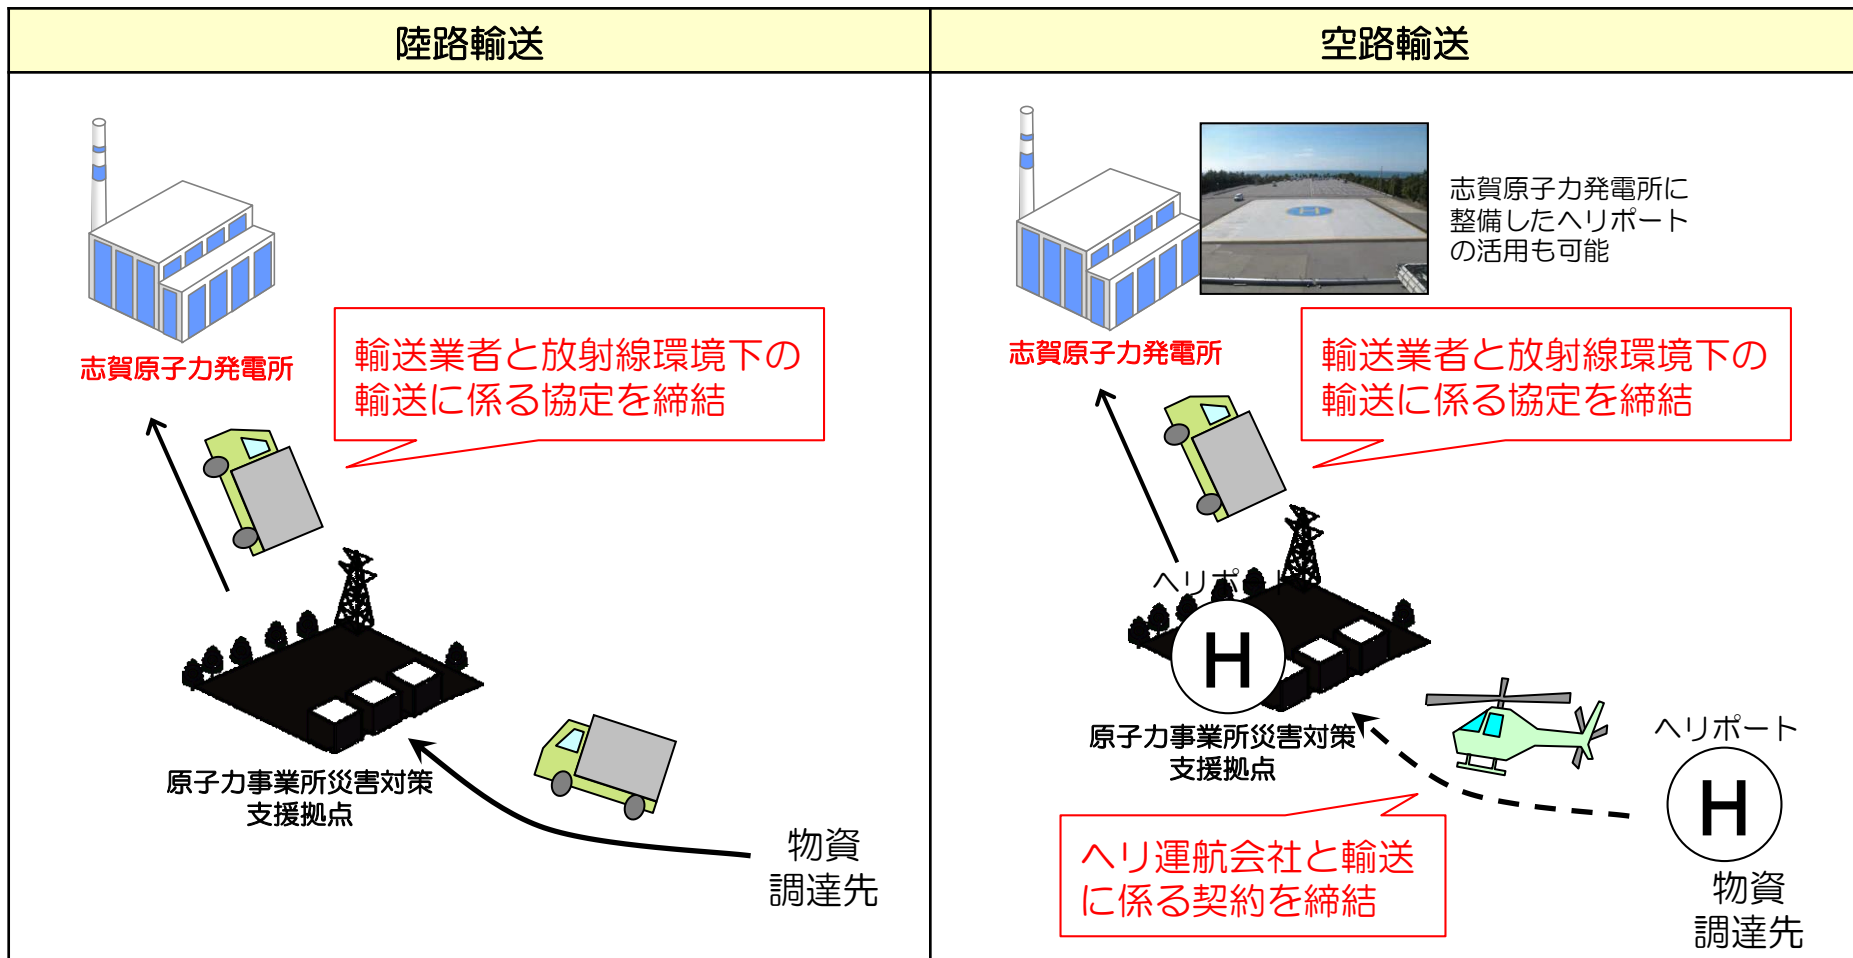 陸路輸送
志賀原子力発電所
輸送業者と放射線環境下の
輸送に係る協定を締結
原子力事業所災害対策
支援拠点
物資
調達先
空路輸送
志賀原子力発電所に
整備したヘリポート
の活用も可能
志賀原子力発電所
輸送業者と放射線環境下の
輸送に係る協定を締結
ヘリポート
H
原子力事業所災害対策
支援拠点
ヘリポート
H
ヘリ運航会社と輸送
に係る契約を締結
物資
調達先